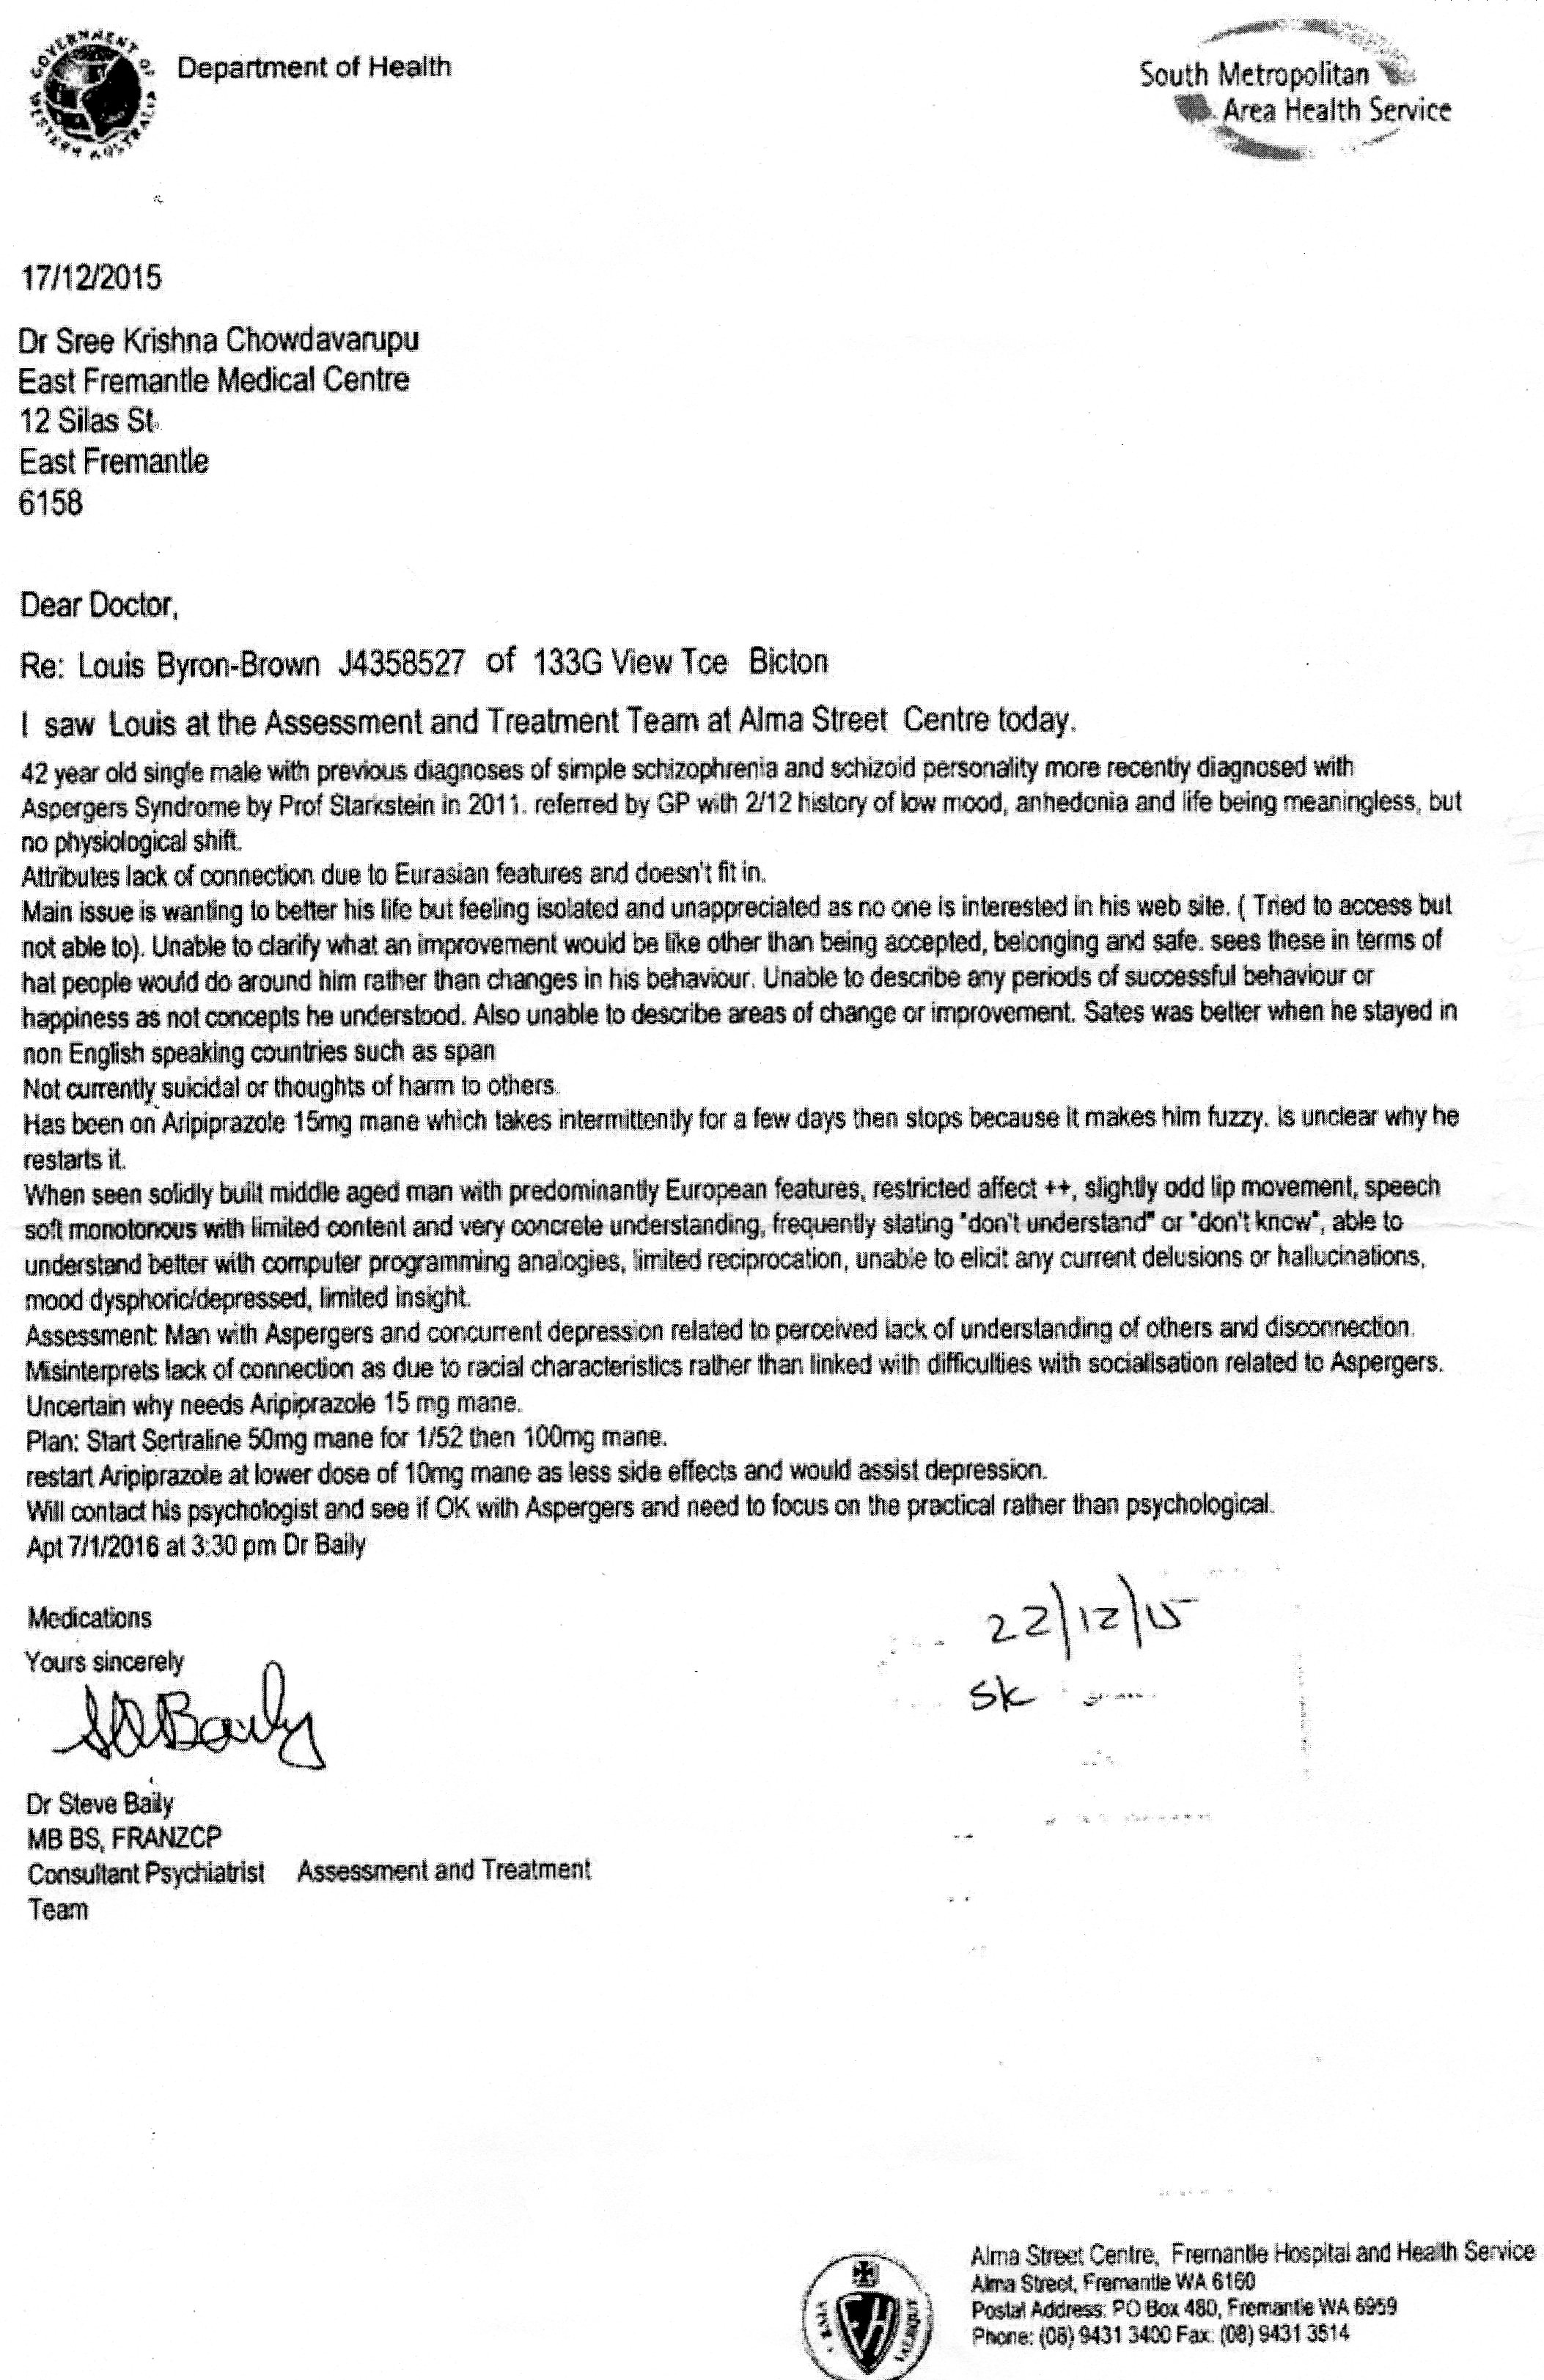 GOVERNMENT OF WESTERN AUSTRALIA
Department of Health
South Metropolitan
Area Health Service
17/12/2015
Dr Sree Krishna Chowdavarupu
East Fremantle Medical Centre
12 Silas St.
East Fremantle
6158
Dear Doctor,
Re: Louis Byron-Brown J4358527 of 133G View Tce Bicton
I saw Louis at the Assessment and Treatment Team at Alma Street Centre today.
42 year old single male with previous diagnoses of simple schizophrenia and schizoid personality more recently diagnosed with
Aspergers Syndrome by Prof Starkstein in 2011. referred by GP with 2/12 history of low mood, anhedonia and life being meaningless, but
no physiological shift.
Attributes lack of connection due to Eurasian features and doesn't fit in.
Main issue is wanting to better his life but feeling isolated and unappreciated as no one is interested in his web site. ( Tried to access but
not able to). Unable to clarify what an improvement would be like other than being accepted, belonging and safe. sees these in terms of
hat people would do around him rather than changes in his behaviour. Unable to describe any periods of successful behaviour or
happiness as not concepts he understood. Also unable to describe areas of change or improvement. Sates was better when he stayed in
non English speaking countries such as span
Not currently suicidal or thoughts of harm to others.
Has been on Aripiprazole 15mg mane which takes intermittently for a few days then stops because it makes him fuzzy. is unclear why he
restarts it.
When seen solidly built middle aged man with predominantly European features, restricted affect ++, slightly odd lip movement, speech
soft monotonous with limited content and very concrete understanding, frequently stating "don't understand" or "don't know", able to
understand better with computer programming analogies, limited reciprocation, unable to elicit any current delusions or hallucinations,
mood dysphoric/depressed, limited insight.
Assessment: Man with Aspergers and concurrent depression related to perceived lack of understanding of others and disconnection.
Misinterprets lack of connection as due to racial characteristics rather than linked with difficulties with socialisation related to Aspergers.
Uncertain why needs Aripiprazole 15 mg mane.
Plan: Start Sertraline 50mg mane for 1/52 then 100mg mane.
restart Aripiprazole at lower dose of 10mg mane as less side effects and would assist depression.
Will contact his psychologist and see if OK with Aspergers and need to focus on the practical rather than psychological.
Apt 7/1/2016 at 3:30 pm Dr Baily
Medications
22/12/15
Yours sincerely
SK
Dr Steve Baily
MB BS, FRANZCP
Consultant Psychiatrist Assessment and Treatment
Team
Alma Street Centre, Fremantle Hospital and Health Service
Alma Street, Fremantle WA 6160
Postal Address: PO Box 480, Fremantle WA 6959
Phone: (08) 9431 3400 Fax: (08) 9431 3514